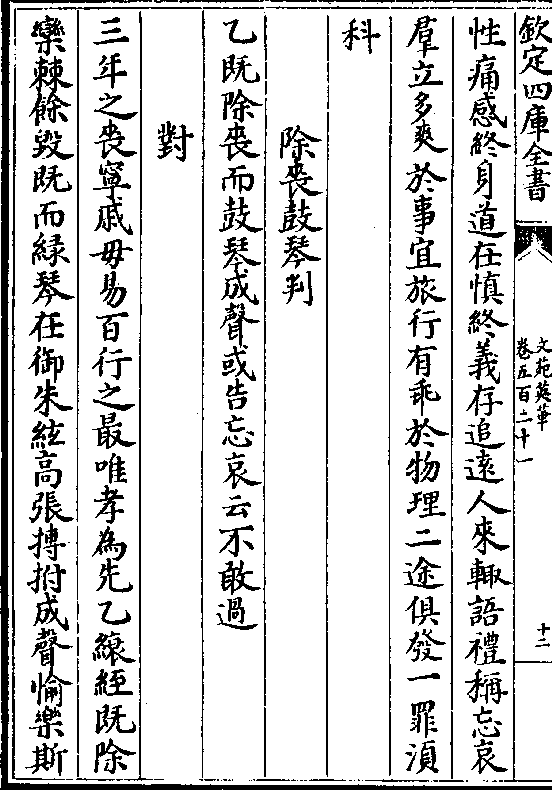 欽定四庫全書
文苑英華
卷五百二十一
十二
性痛感終身道在慎終義存追逺人來輙語禮稱忘哀
羣立多爽於事宜旅行有乖於物理二途俱發一罪湏
科
除喪鼓琴判
乙既除喪而鼓琴成聲或告忘哀云不敢過
對
三年之喪寧戚毋易百行之最唯孝為先乙縗絰既除
欒棘餘毀既而緑琴在御朱絃高張摶拊成聲愉樂斯